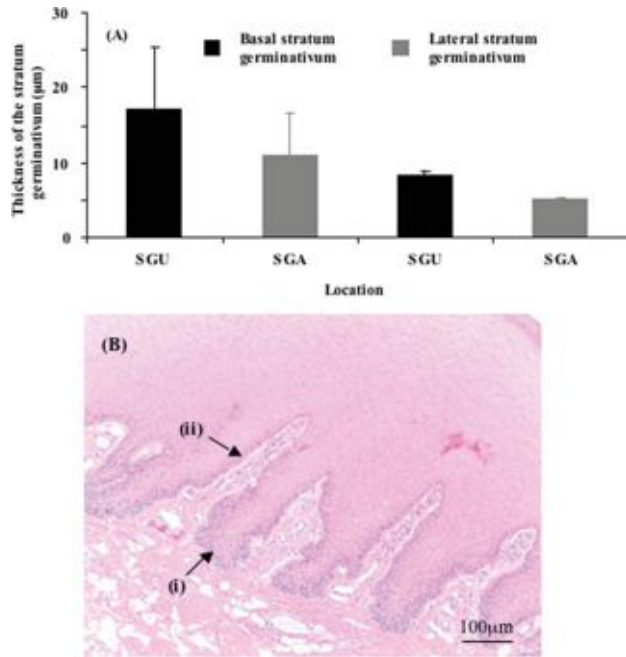 (A)
Basal stratum
germinativum
Lateral stratum
germinativum
Thickness of the stratum
germinativum (µm)
30
20
10
0
SGU
SGA
SGU
SGA
Location
(B)
(ii)
(i)
100µm